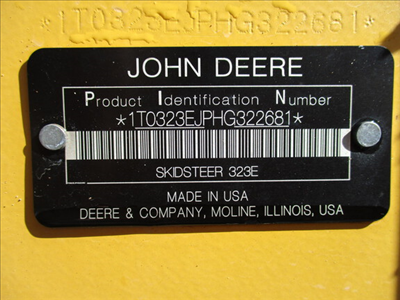 *1T0323EJPHG322681*
JOHN DEERE
Product Identification Number
*1T0323EJPHG322681*
SKIDSTEER 323E
MADE IN USA
DEERE & COMPANY, MOLINE, ILLINOIS, USA